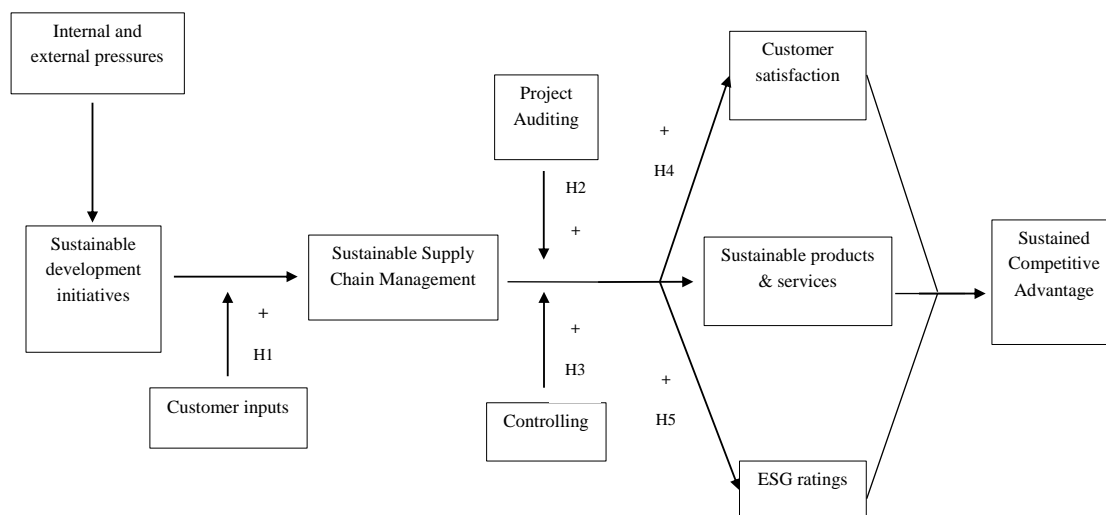 Internal and
external pressures
Customer
satisfaction
Project
Auditing
+
H4
H2
+
Sustainable
development
initiatives
Sustainable Supply
Chain Management
Sustainable products
& services
Sustained
Competitive
Advantage
+
H1
+
H3
+
H5
Customer inputs
Controlling
ESG ratings